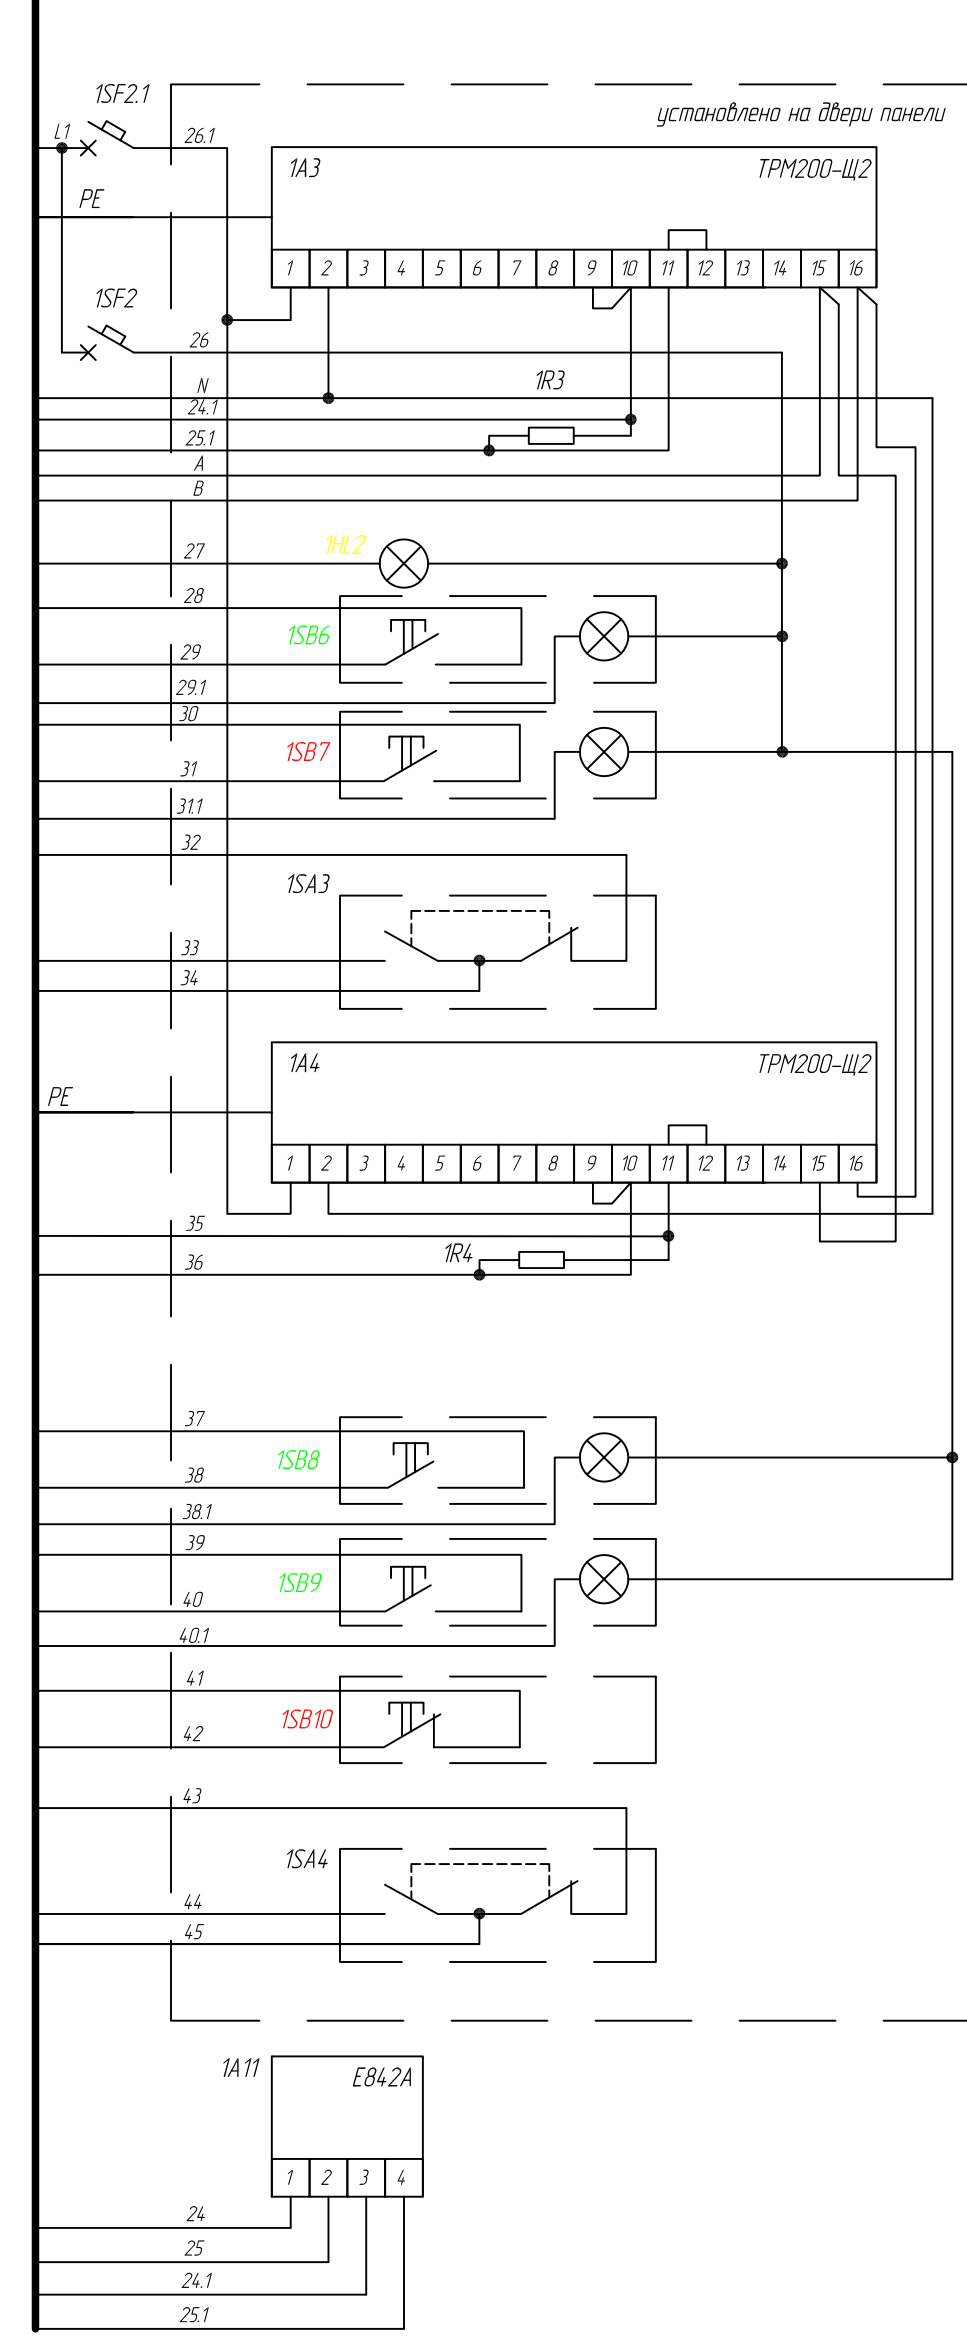 1SF2.1
установлено на двери панели
L1
26.1
1А3 ТРМ200-Щ2
PE
1 2 3 4 5 6 7 8 9 10 11 12 13 14 15 16
1SF2
26
N
1R3
24.1
25.1
A
B
1HL2
27
28
1SB6
29
29.1
30
1SB7
31
31.1
32
1SA3
33
34
1А4 ТРМ200-Щ2
PE
1 2 3 4 5 6 7 8 9 10 11 12 13 14 15 16
35
1R4
36
37
1SB8
38
38.1
39
1SB9
40
40.1
41
1SB10
42
43
1SA4
44
45
1А11 Е842А
1 2 3 4
24
25
24.1
25.1